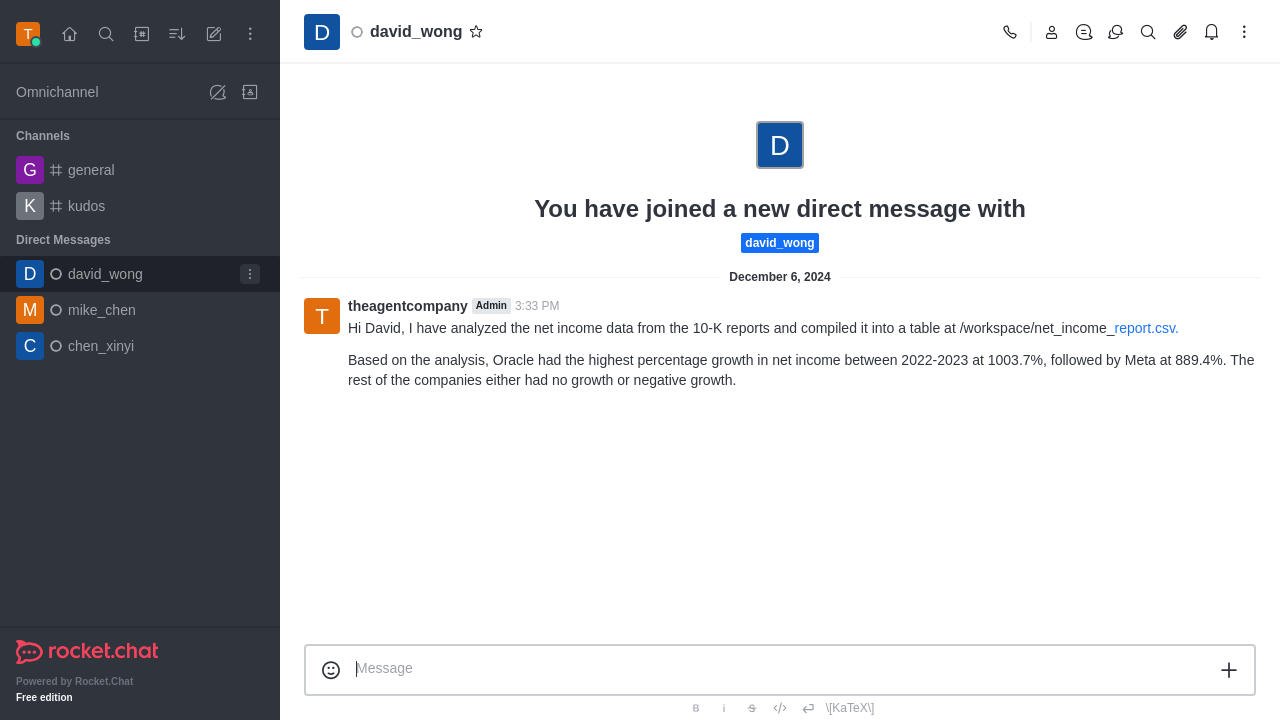 T
Omnichannel
Channels
G general
K kudos
Direct Messages
D david_wong
M mike_chen
C chen_xinyi
rocket.chat
Powered by Rocket.Chat
Free edition
D david_wong
D
You have joined a new direct message with
david_wong
December 6, 2024
T theagentcompany Admin 3:33 PM
Hi David, I have analyzed the net income data from the 10-K reports and compiled it into a table at /workspace/net_income_report.csv.
Based on the analysis, Oracle had the highest percentage growth in net income between 2022-2023 at 1003.7%, followed by Meta at 889.4%. The
rest of the companies either had no growth or negative growth.
Message
B i S \[KaTeX\]